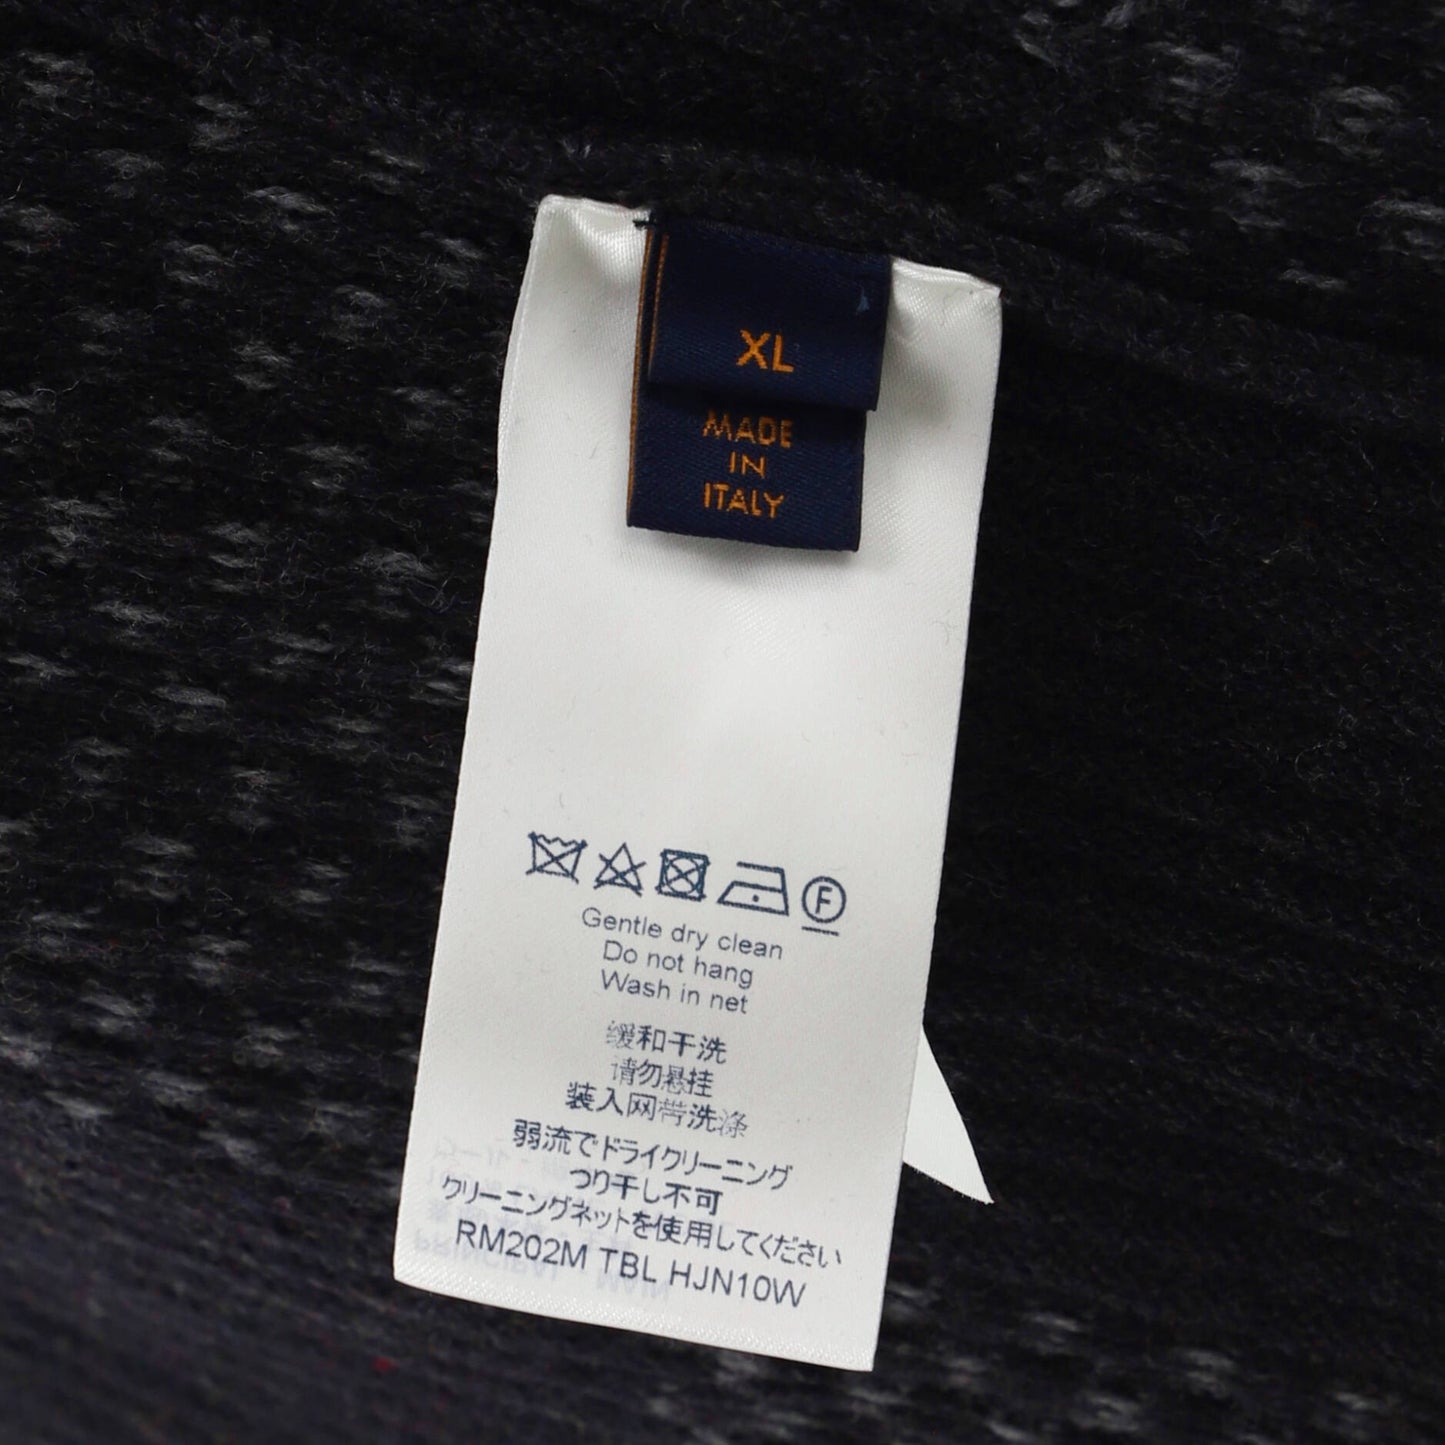 XL
MADE
IN
ITALY
F
Gentle dry clean
Do not hang
Wash in net
缓和干洗
请勿悬挂
装入网带洗涤
弱流でドライクリーニング
つり干し不可
クリーニングネットを使用してください
RM202M TBL HJN10W